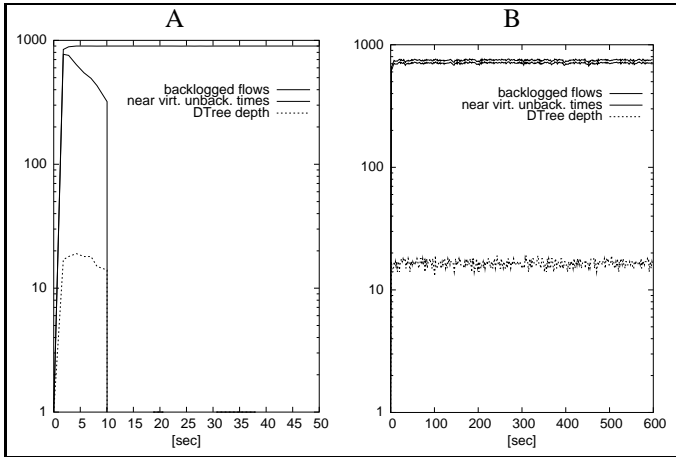 A
1000
100
10
1
backlogged flows
near virt. unback. times
DTree depth
0 5 10 15 20 25 30 35 40 45 50
[sec]
B
1000
100
10
1
backlogged flows
near virt. unback. times
DTree depth
0 100 200 300 400 500 600
[sec]